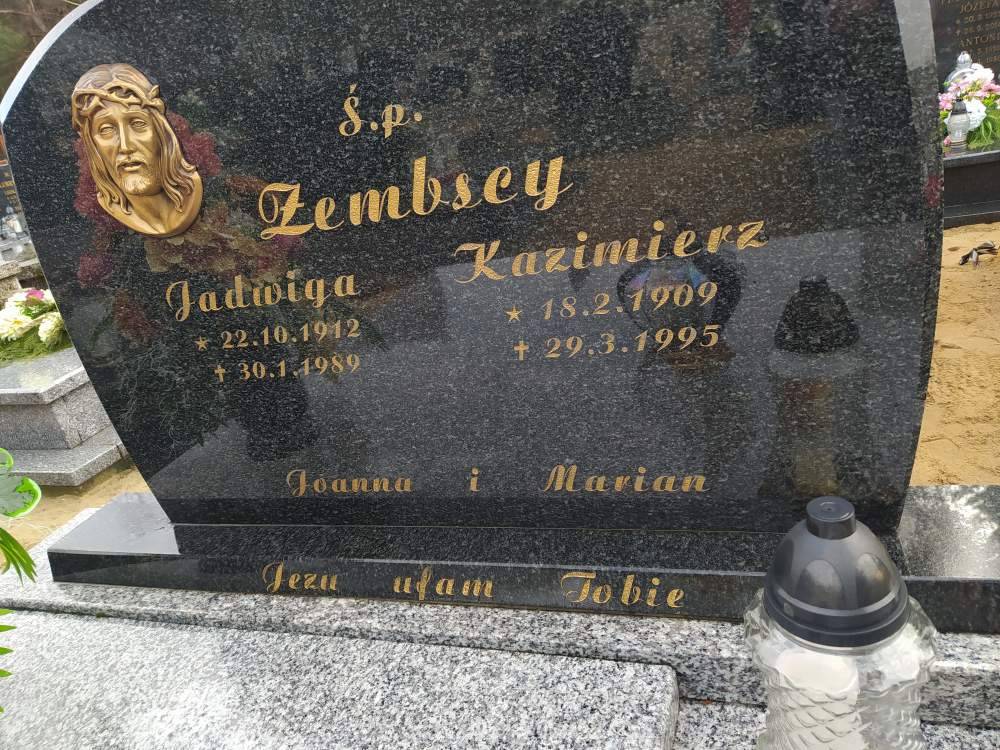 Ś.p.
Zembscy
Jadwiga
★ 22.10.1912
✝ 30.1.1989
Kazimierz
★ 18.2.1909
✝ 29.3.1995
Joanna i Marian
Jezu ufam Tobie